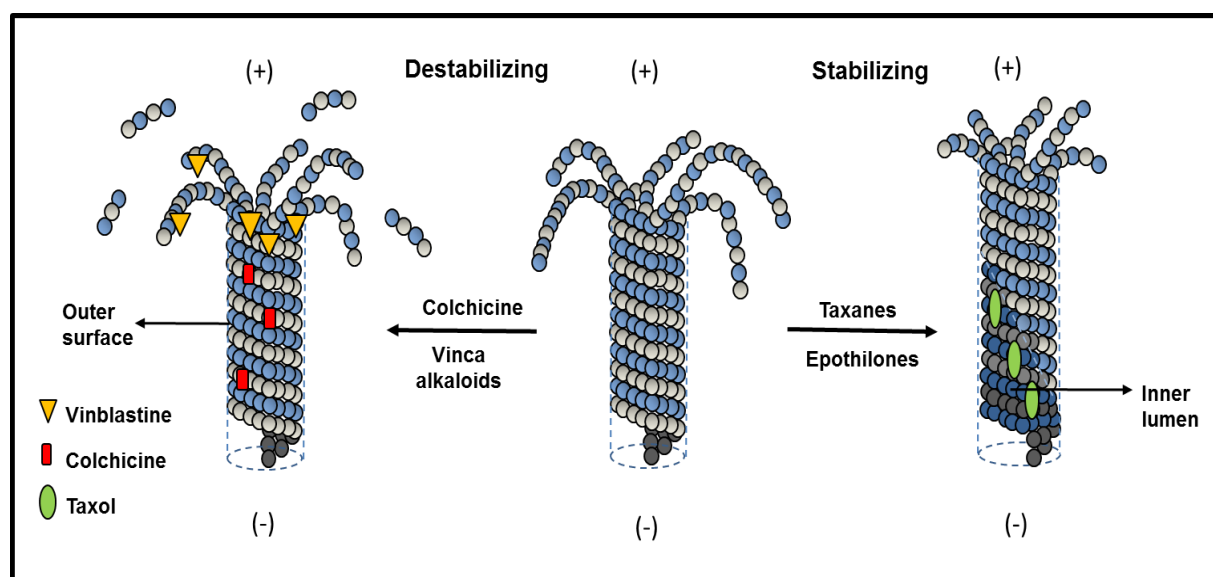 (+)
Destabilizing
(+)
Stabilizing
(+)
Outer
surface
Colchicine
Vinca
alkaloids
Taxanes
Epothilones
Inner
lumen
Vinblastine
Colchicine
Taxol
(-)
(-)
(-)